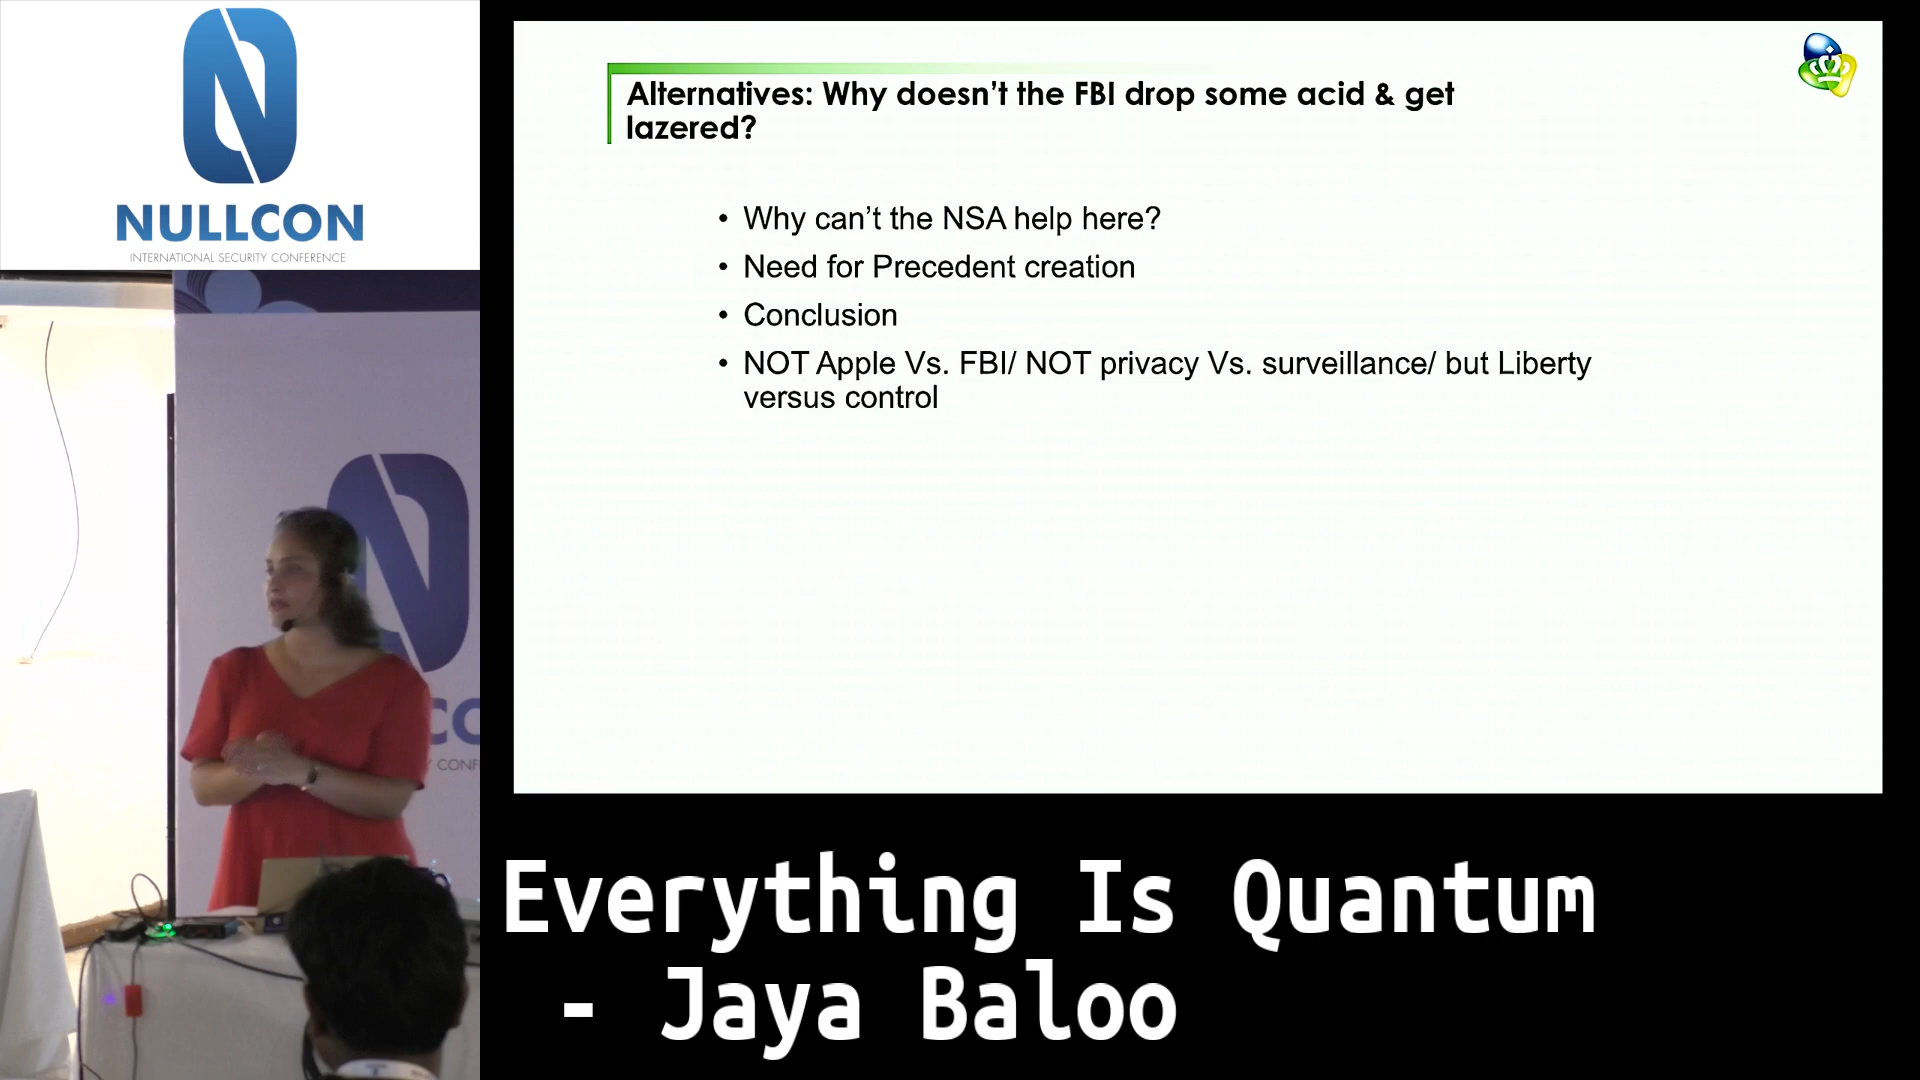 NULLCON
INTERNATIONAL SECURITY CONFERENCE
CO
Y CONF
Alternatives: Why doesn’t the FBI drop some acid & get
lazered?
• Why can’t the NSA help here?
• Need for Precedent creation
• Conclusion
• NOT Apple Vs. FBI/ NOT privacy Vs. surveillance/ but Liberty
versus control
Everything Is Quantum
- Jaya Baloo